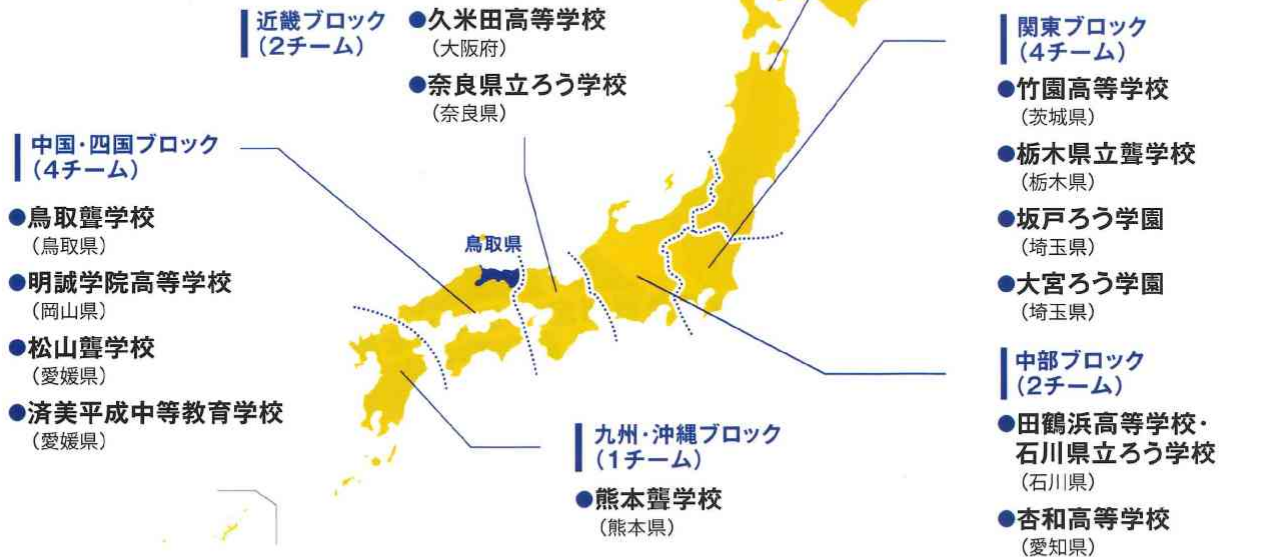 近畿ブロック
(2チーム)
●久米田高等学校
(大阪府)
●奈良県立ろう学校
(奈良県)
関東ブロック
(4チーム)
●竹園高等学校
(茨城県)
●栃木県立聾学校
(栃木県)
●坂戸ろう学園
(埼玉県)
●大宮ろう学園
(埼玉県)
中国・四国ブロック
(4チーム)
●鳥取聾学校
(鳥取県)
●明誠学院高等学校
(岡山県)
●松山聾学校
(愛媛県)
●済美平成中等教育学校
(愛媛県)
鳥取県
中部ブロック
(2チーム)
●田鶴浜高等学校・
石川県立ろう学校
(石川県)
●杏和高等学校
(愛知県)
九州・沖縄ブロック
(1チーム)
●熊本聾学校
(熊本県)